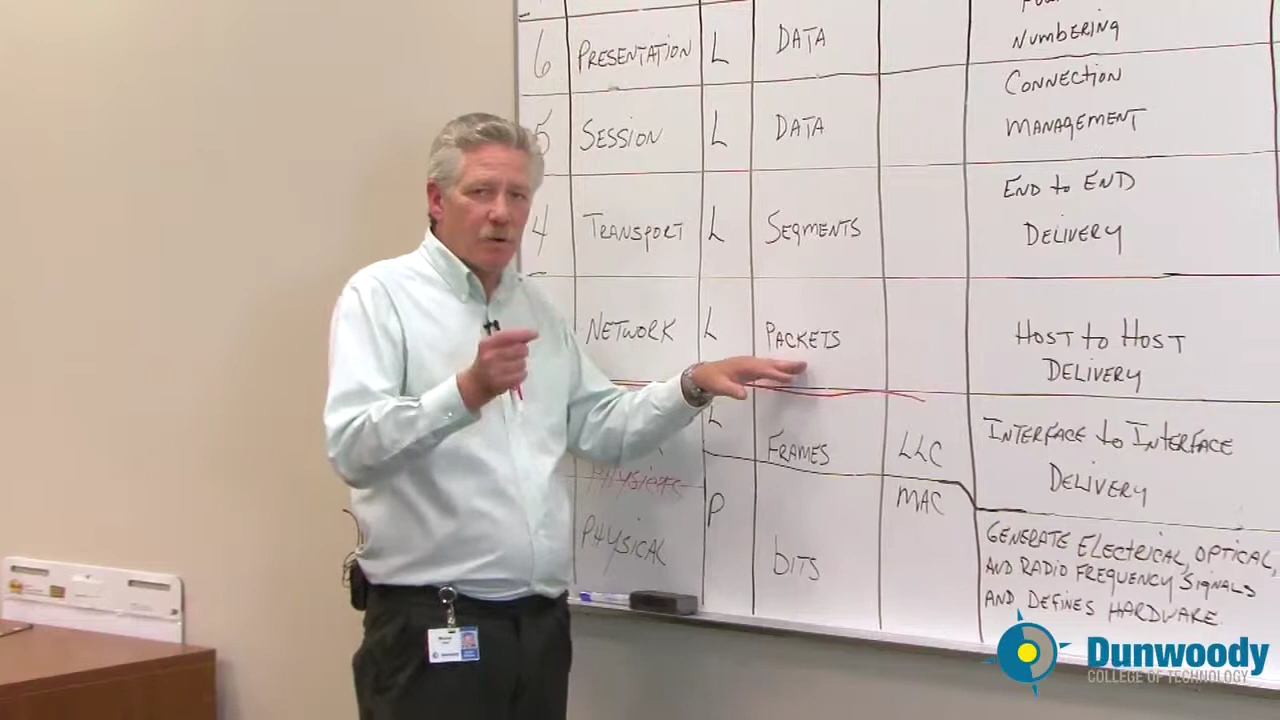 NUMBERING
6 PRESENTATION L DATA
CONNECTION
MANAGEMENT
5 SESSION L DATA
END to END
DELIVERY
4 TRANSPORT L SEGMENTS
NETWORK L PACKETS
HOST to HOST
DELIVERY
L FRAMES LLC
INTERFACE to INTERFACE
DELIVERY
PHYSICAL P bits MAC
GENERATE ELECTRICAL, OPTICAL,
AND RADIO FREQUENCY SIGNALS
AND DEFINES HARDWARE.
Dunwoody
COLLEGE OF TECHNOLOGY